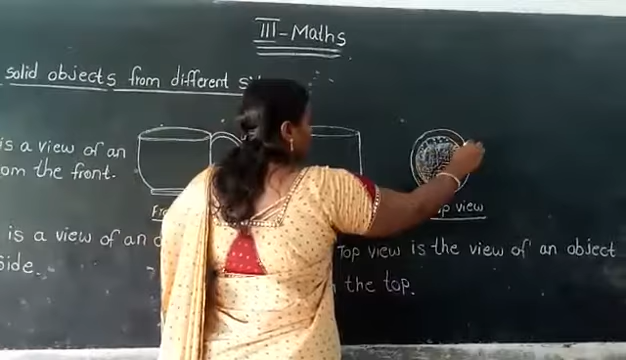 III - Maths
solid objects from different
is a view of an
om the front.
Top view is the view of an object
the top.
is a view of an
side.
view